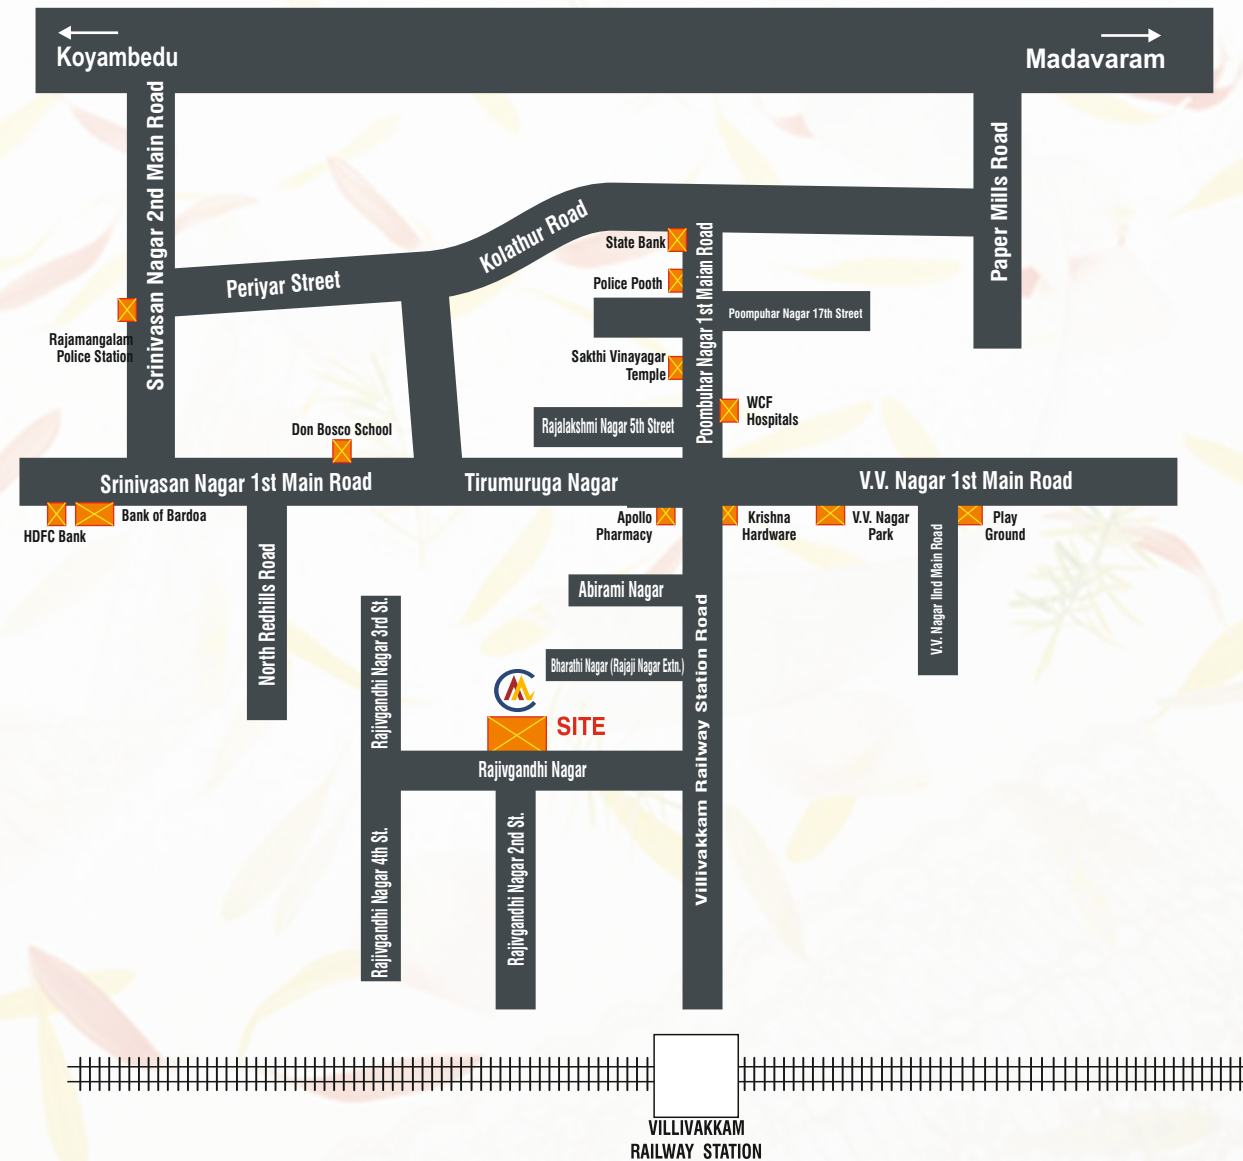 Koyambedu
Madavaram
Srinivasan Nagar 2nd Main Road
Paper Mills Road
Kolathur Road
Periyar Street
State Bank
Police Pooth
Poombuhar Nagar 1st Maian Road
Poompuhar Nagar 17th Street
Rajamangalam
Police Station
Sakthi Vinayagar
Temple
WCF
Hospitals
Rajalakshmi Nagar 5th Street
Don Bosco School
Srinivasan Nagar 1st Main Road
Tirumuruga Nagar
V.V. Nagar 1st Main Road
HDFC Bank
Bank of Bardoa
Apollo
Pharmacy
Krishna
Hardware
V.V. Nagar
Park
V.V. Nagar IInd Main Road
Play
Ground
North Redhills Road
Abirami Nagar
Rajivgandhi Nagar 3rd St.
Bharathi Nagar (Rajaji Nagar Extn.)
Villivakkam Railway Station Road
SITE
Rajivgandhi Nagar
Rajivgandhi Nagar 4th St.
Rajivgandhi Nagar 2nd St.
VILLIVAKKAM
RAILWAY STATION